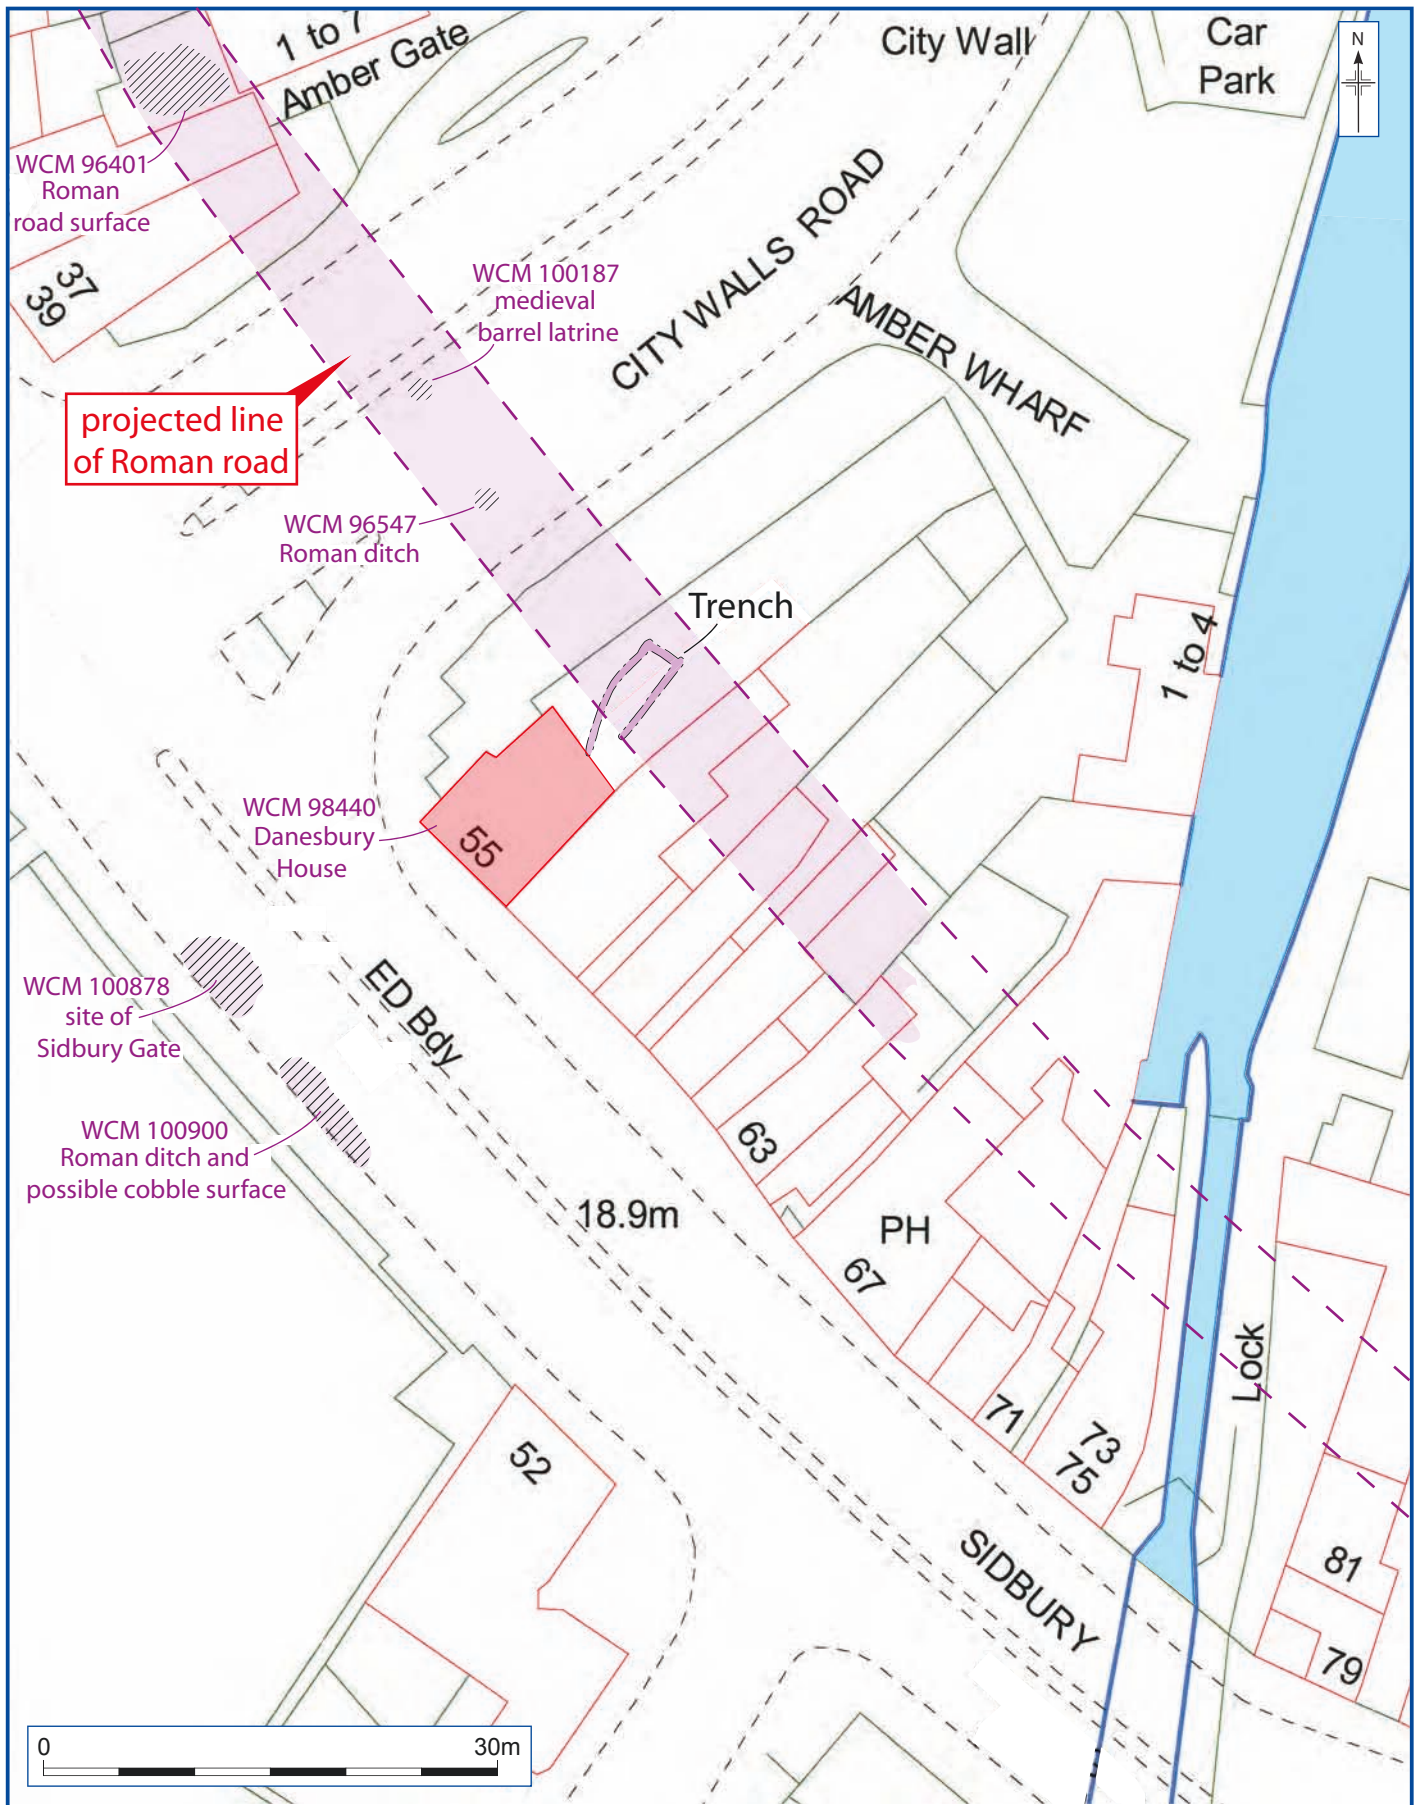 1 to 7
Amber Gate
City Wall
Car
Park
N
WCM 96401
Roman
road surface
37
39
WCM 100187
medieval
barrel latrine
CITY WALLS ROAD
AMBER WHARF
projected line
of Roman road
WCM 96547
Roman ditch
Trench
1 to 4
WCM 98440
Danesbury
House
55
WCM 100878
site of
Sidbury Gate
ED Bdy
WCM 100900
Roman ditch and
possible cobble surface
63
18.9m
PH
67
Lock
71
73
75
52
SIDBURY
81
79
0 30m